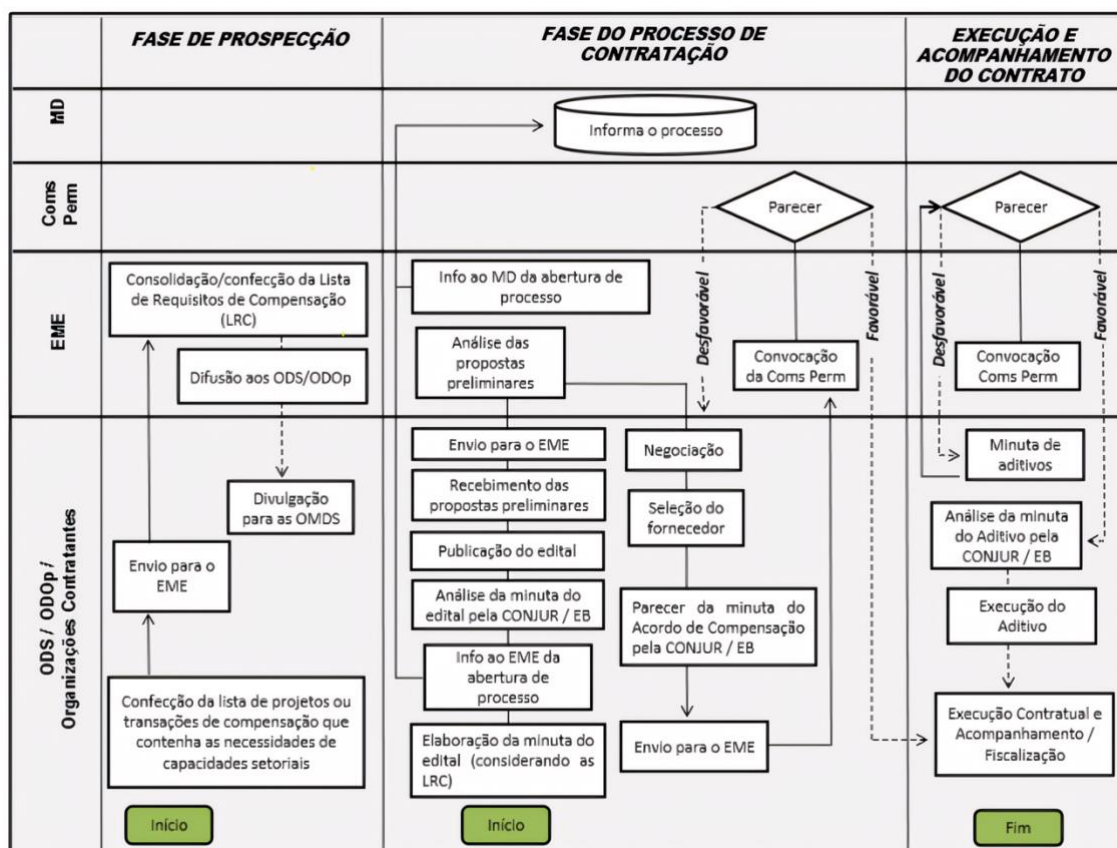 FASE DE PROSPECÇÃO
FASE DO PROCESSO DE
CONTRATAÇÃO
EXECUÇÃO E
ACOMPANHAMENTO
DO CONTRATO
MD
Informa o processo
Coms
Perm
Parecer
Parecer
EME
Consolidação/confecção da Lista
de Requisitos de Compensação
(LRC)
Difusão aos ODS/ODOp
Info ao MD da abertura de
processo
Análise das
propostas
preliminares
Desfavorável
Convocação
da Coms Perm
Favorável
Desfavorável
Convocação
Coms Perm
Favorável
ODS / ODOp /
Organizações Contratantes
Divulgação
para as OMDS
Envio para o
EME
Confecção da lista de projetos ou
transações de compensação que
contenha as necessidades de
capacidades setoriais
Início
Envio para o EME
Recebimento das
propostas preliminares
Publicação do edital
Análise da minuta do
edital pela CONJUR / EB
Info ao EME da
abertura de
processo
Elaboração da minuta do
edital (considerando as
LRC)
Início
Negociação
Seleção do
fornecedor
Parecer da minuta do
Acordo de Compensação
pela CONJUR / EB
Envio para o EME
Minuta de
aditivos
Análise da minuta
do Aditivo pela
CONJUR / EB
Execução do
Aditivo
Execução Contratual e
Acompanhamento /
Fiscalização
Fim